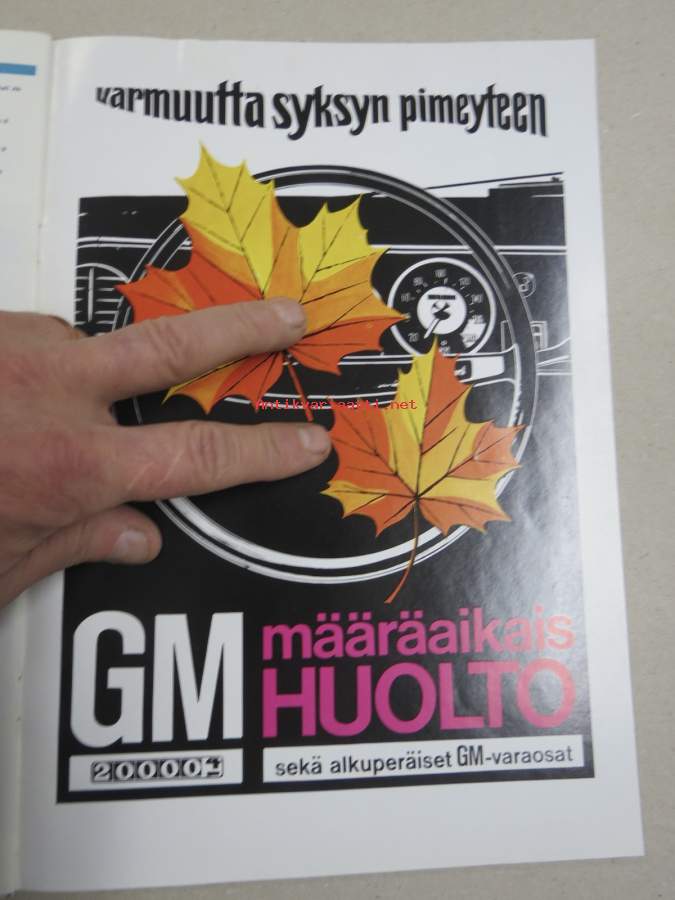 varmuutta syksyn pimeyteen
Antikvariaatti.net
GM
määräaikais
HUOLTO
20000
sekä alkuperäiset GM-varaosat